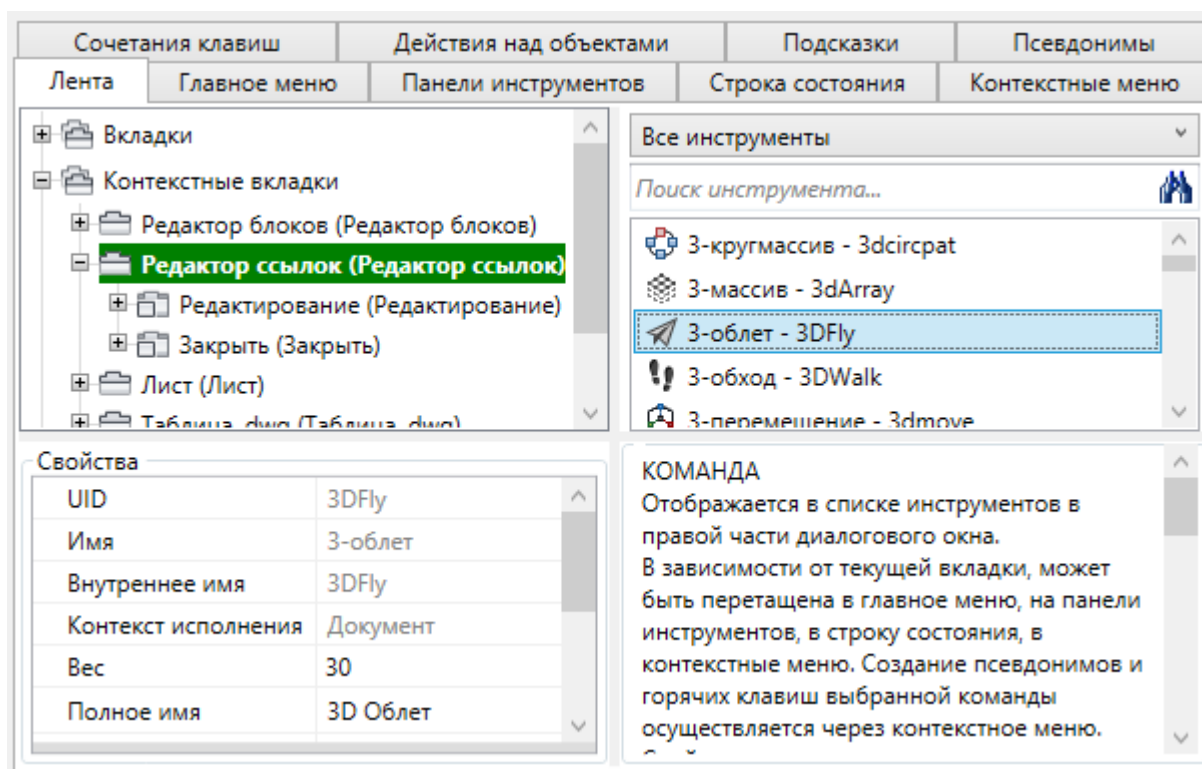 Сочетания клавиш
Действия над объектами
Подсказки
Псевдонимы
Лента
Главное меню
Панели инструментов
Строка состояния
Контекстные меню
Вкладки
Контекстные вкладки
Редактор блоков (Редактор блоков)
Редактор ссылок (Редактор ссылок)
Редактирование (Редактирование)
Закрыть (Закрыть)
Лист (Лист)
Таблица_dwg (Таблица_dwg)
Все инструменты
Поиск инструмента...
3-кругмассив - 3dcircpat
3-массив - 3dArray
3-облет - 3DFly
3-обход - 3DWalk
3-перемещение - 3dmove
Свойства
UID 3DFly
Имя 3-облет
Внутреннее имя 3DFly
Контекст исполнения Документ
Вес 30
Полное имя 3D Облет
КОМАНДА
Отображается в списке инструментов в
правой части диалогового окна.
В зависимости от текущей вкладки, может
быть перетащена в главное меню, на панели
инструментов, в строку состояния, в
контекстные меню. Создание псевдонимов и
горячих клавиш выбранной команды
осуществляется через контекстное меню.